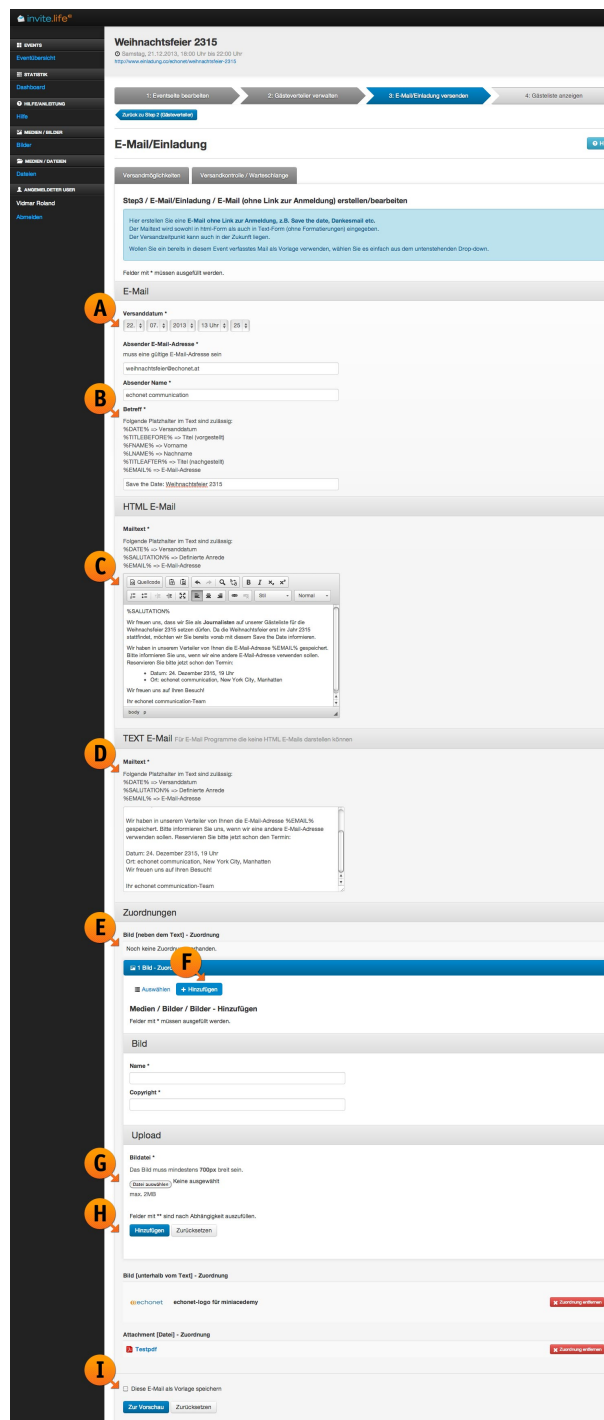 invite.life®
EVENTS
Eventübersicht
STATISTIK
Dashboard
HILFE/ANLEITUNG
Hilfe
MEDIEN / BILDER
Bilder
MEDIEN / DATEIEN
Dateien
ANGEMELDETER USER
Vidmar Roland
Abmelden
Weihnachtsfeier 2315
Samstag, 21.12.2013, 18:00 Uhr bis 22:00 Uhr
http://www.einladung.co/echonet/weihnachtsfeier-2315
1: Eventseite bearbeiten
2: Gästeverteiler verwalten
3: E-Mail/Einladung versenden
4: Gästeliste anzeigen
Zurück zu Step 2 (Gästeverteiler)
E-Mail/Einladung
Versandmöglichkeiten
Versandkontrolle / Warteschlange
Step3 / E-Mail/Einladung / E-Mail (ohne Link zur Anmeldung) erstellen/bearbeiten
Hier erstellen Sie eine E-Mail ohne Link zur Anmeldung, z.B. Save the date, Dankesmail etc.
Der Mailtext wird sowohl in html-Form als auch in Text-Form (ohne Formatierungen) eingegeben.
Der Versandzeitpunkt kann auch in der Zukunft liegen.
Wollen Sie ein bereits in diesem Event verfasstes Mail als Vorlage verwenden, wählen Sie es einfach aus dem untenstehenden Drop-down.
Felder mit * müssen ausgefüllt werden.
E-Mail
A
Versanddatum *
22. 07. 2013 13 Uhr 25
Absender E-Mail-Adresse *
muss eine gültige E-Mail-Adresse sein
weihnachtsfeier@echonet.at
Absender Name *
echonet communication
B
Betreff *
Folgende Platzhalter im Text sind zulässig:
%DATE% => Versanddatum
%TITLEBEFORE% => Titel (vorgestellt)
%FNAME% => Vorname
%LNAME% => Nachname
%TITLEAFTER% => Titel (nachgestellt)
%EMAIL% => E-Mail-Adresse
Save the Date: Weihnachtsfeier 2315
HTML E-Mail
Mailtext *
Folgende Platzhalter im Text sind zulässig:
%DATE% => Versanddatum
%SALUTATION% => Definierte Anrede
%EMAIL% => E-Mail-Adresse
C
Quellcode
B I x₂ x²
Stil
Normal
%SALUTATION%
Wir freuen uns, dass wir Sie als Journalisten auf unserer Gästeliste für die
Weihnachsfeier 2315 setzen dürfen. Da die Weihnachtsfeier erst im Jahr 2315
stattfindet, möchten wir Sie bereits vorab mit diesem Save the Date informieren.
Wir haben in unserem Verteiler von Ihnen die E-Mail-Adresse %EMAIL% gespeichert.
Bitte informieren Sie uns, wenn wir eine andere E-Mail-Adresse verwenden sollen.
Reservieren Sie bitte jetzt schon den Termin:
Datum: 24. Dezember 2315, 19 Uhr
Ort: echonet communication, New York City, Manhatten
Wir freuen uns auf Ihren Besuch!
Ihr echonet communication-Team
body p
TEXT E-Mail Für E-Mail Programme die keine HTML E-Mails darstellen können
D
Mailtext *
Folgende Platzhalter im Text sind zulässig:
%DATE% => Versanddatum
%SALUTATION% => Definierte Anrede
%EMAIL% => E-Mail-Adresse
Wir haben in unserem Verteiler von Ihnen die E-Mail-Adresse %EMAIL%
gespeichert. Bitte informieren Sie uns, wenn wir eine andere E-Mail-Adresse
verwenden sollen. Reservieren Sie bitte jetzt schon den Termin:
Datum: 24. Dezember 2315, 19 Uhr
Ort: echonet communication, New York City, Manhatten
Wir freuen uns auf Ihren Besuch!
Ihr echonet communication-Team
Zuordnungen
E
Bild [neben dem Text] - Zuordnung
Noch keine
F
1 Bild -
Auswählen
+ Hinzufügen
Medien / Bilder / Bilder - Hinzufügen
Felder mit * müssen ausgefüllt werden.
Bild
Name *
Copyright *
Upload
G
Bilddatei *
Das Bild muss mindestens 700px breit sein.
Datei auswählen Keine ausgewählt
max. 2MB
H
Felder mit ** sind nach Abhängigkeit auszufüllen.
Hinzufügen
Zurücksetzen
Bild [unterhalb vom Text] - Zuordnung
echonet
echonet-logo für miniacedemy
Zuordnung entfernen
Attachment [Datei] - Zuordnung
Testpdf
Zuordnung entfernen
I
Diese E-Mail als Vorlage speichern
Zur Vorschau
Zurücksetzen